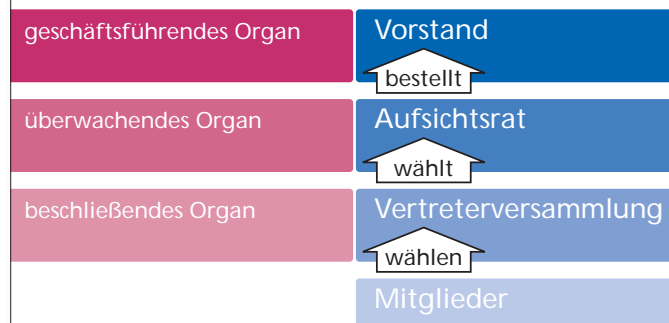 geschäftsführendes Organ
Vorstand
bestellt
überwachendes Organ
Aufsichtsrat
wählt
beschließendes Organ
Vertreterversammlung
wählen
Mitglieder